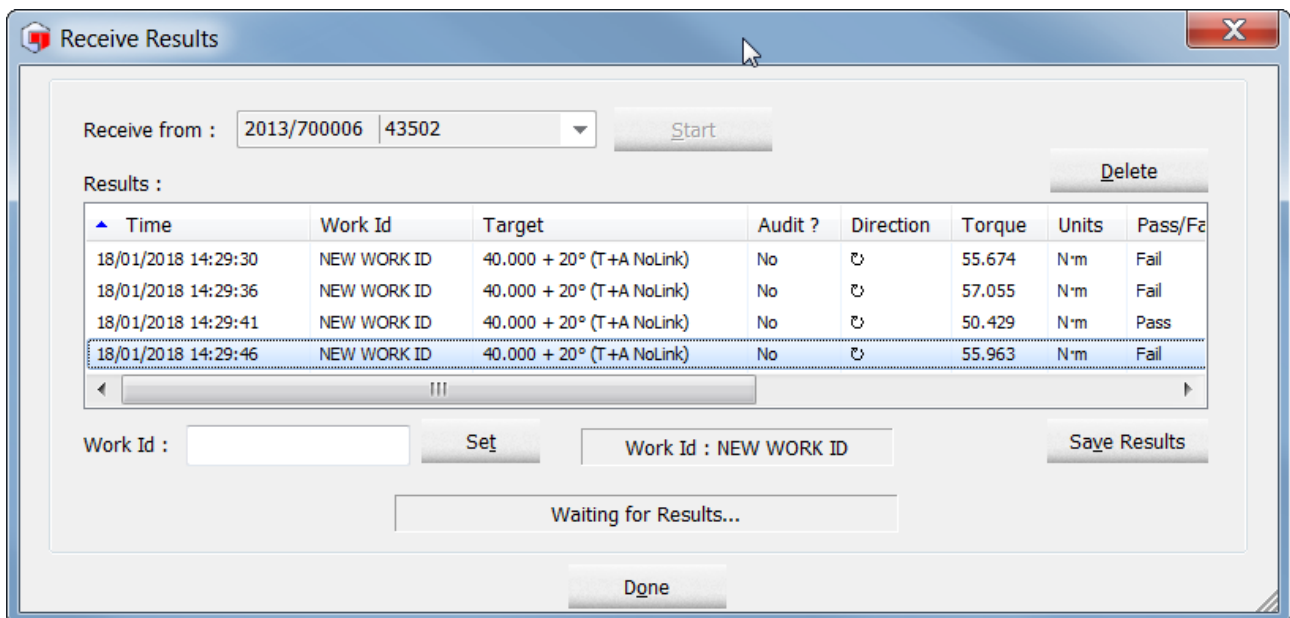 Receive Results
Receive from : 2013/700006 43502 Start
Delete
Results :
Time Work Id Target Audit ? Direction Torque Units Pass/Fa
18/01/2018 14:29:30 NEW WORK ID 40.000 + 20° (T+A NoLink) No ↻ 55.674 N·m Fail
18/01/2018 14:29:36 NEW WORK ID 40.000 + 20° (T+A NoLink) No ↻ 57.055 N·m Fail
18/01/2018 14:29:41 NEW WORK ID 40.000 + 20° (T+A NoLink) No ↻ 50.429 N·m Pass
18/01/2018 14:29:46 NEW WORK ID 40.000 + 20° (T+A NoLink) No ↻ 55.963 N·m Fail
Work Id : Set Work Id : NEW WORK ID Save Results
Waiting for Results...
Done